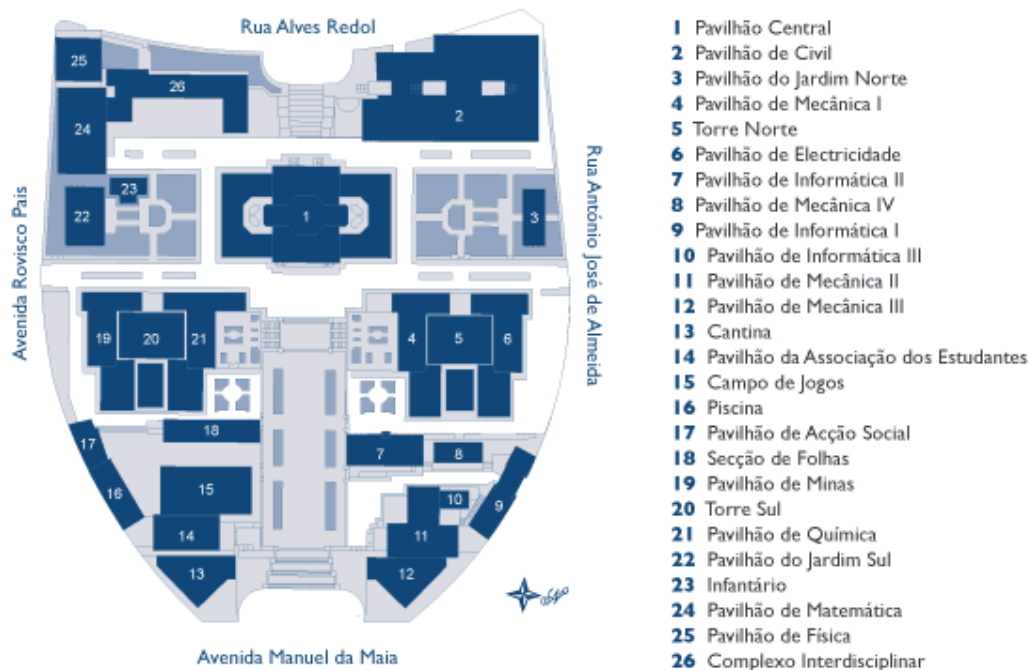 Rua Alves Redol
25
26
24
2
23
22
1
3
Avenida Rovisco Pais
Rua António José de Almeida
19
20
21
4
5
6
17
18
7
8
16
15
10
9
14
11
13
12
Avenida Manuel da Maia
1 Pavilhão Central
2 Pavilhão de Civil
3 Pavilhão do Jardim Norte
4 Pavilhão de Mecânica I
5 Torre Norte
6 Pavilhão de Electricidade
7 Pavilhão de Informática II
8 Pavilhão de Mecânica IV
9 Pavilhão de Informática I
10 Pavilhão de Informática III
11 Pavilhão de Mecânica II
12 Pavilhão de Mecânica III
13 Cantina
14 Pavilhão da Associação dos Estudantes
15 Campo de Jogos
16 Piscina
17 Pavilhão de Acção Social
18 Secção de Folhas
19 Pavilhão de Minas
20 Torre Sul
21 Pavilhão de Química
22 Pavilhão do Jardim Sul
23 Infantário
24 Pavilhão de Matemática
25 Pavilhão de Física
26 Complexo Interdisciplinar